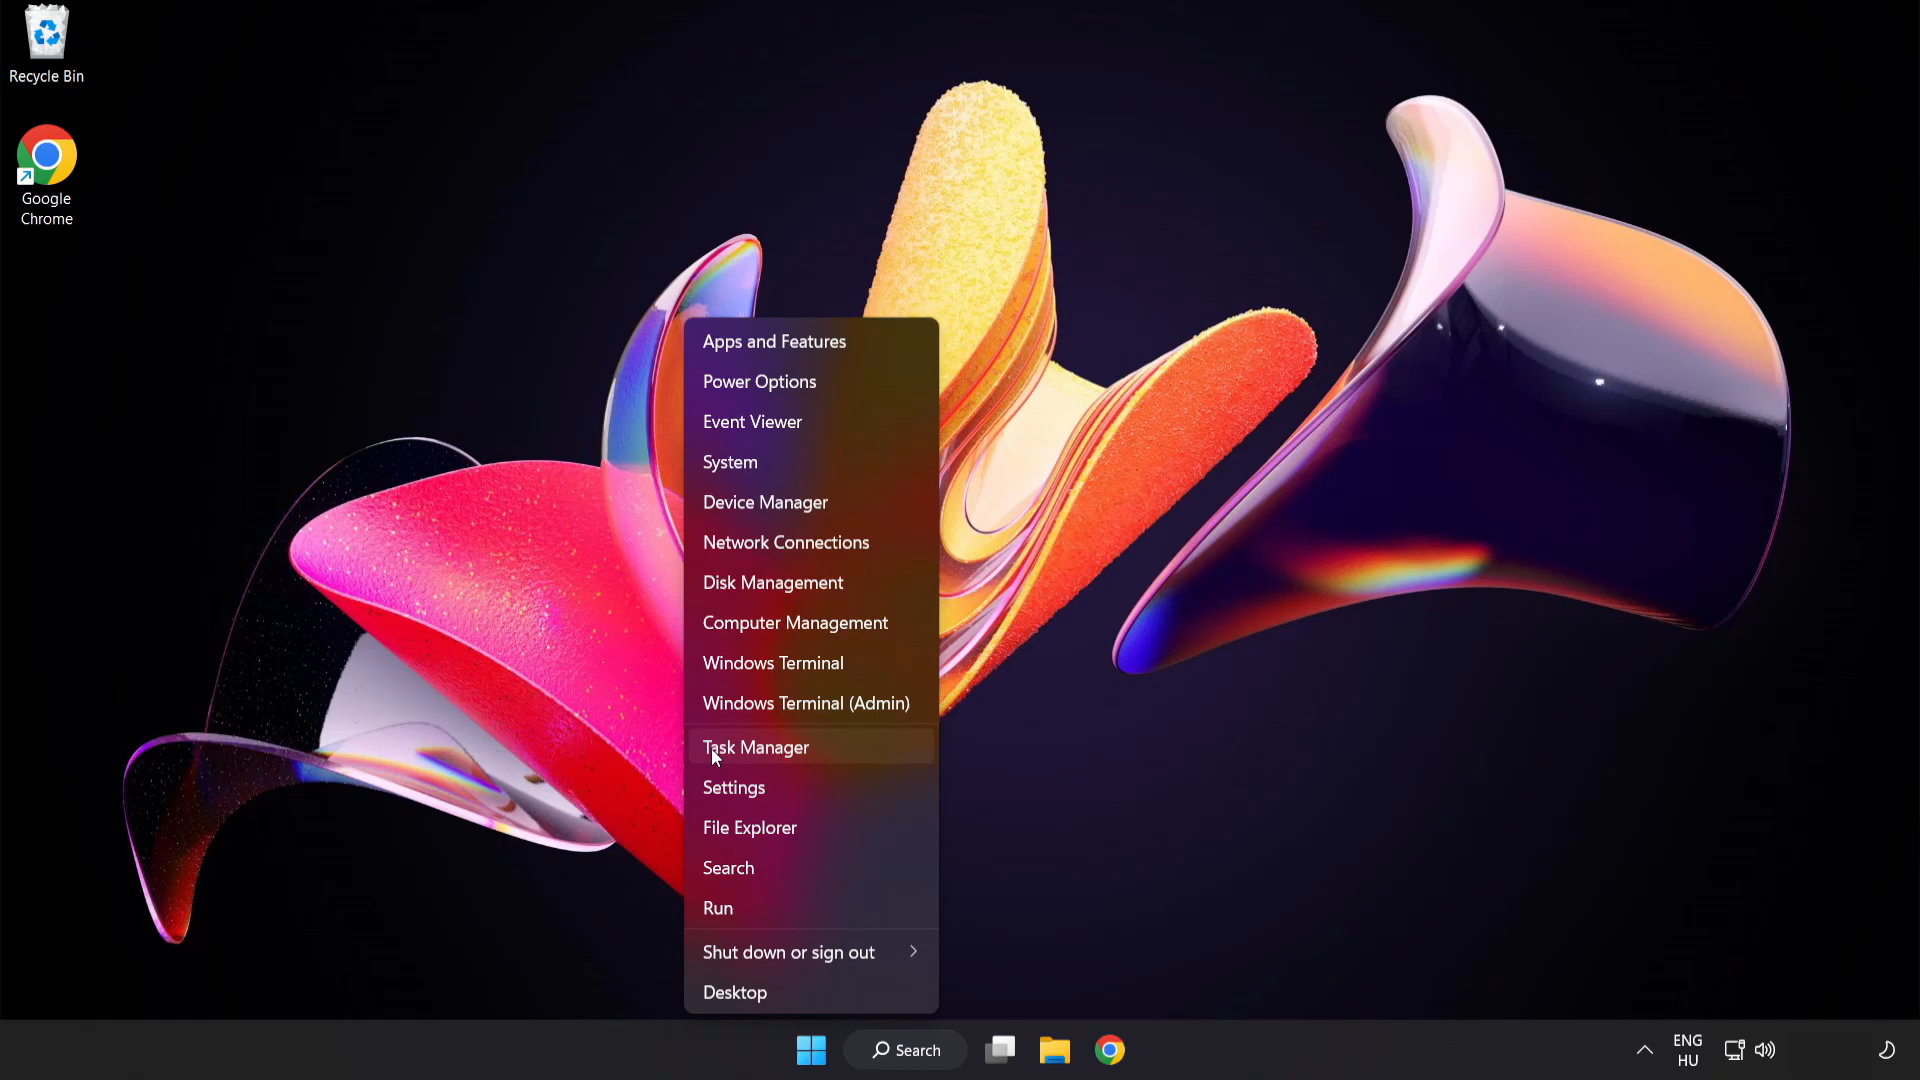 Recycle Bin
Google
Chrome
Apps and Features
Power Options
Event Viewer
System
Device Manager
Network Connections
Disk Management
Computer Management
Windows Terminal
Windows Terminal (Admin)
Task Manager
Settings
File Explorer
Search
Run
Shut down or sign out
Desktop
Search
ENG
HU